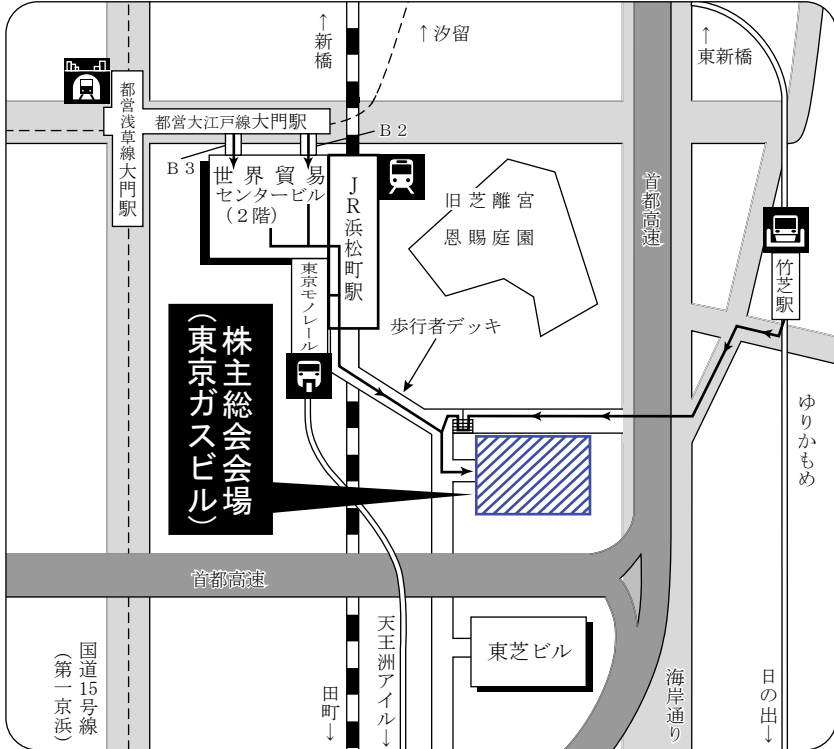 ↑新橋
↑汐留
↑東新橋
都営浅草線大門駅
都営大江戸線大門駅
B3
B2
世界貿易
センタービル
（2階）
JR浜松町駅
旧芝離宮
恩賜庭園
首都高速
竹芝駅
東京モノレール
歩行者デッキ
株主総会会場
（東京ガスビル）
ゆりかもめ
首都高速
東芝ビル
国道15号線
（第一京浜）
田町→
天王洲アイル→
海岸通り
日の出→